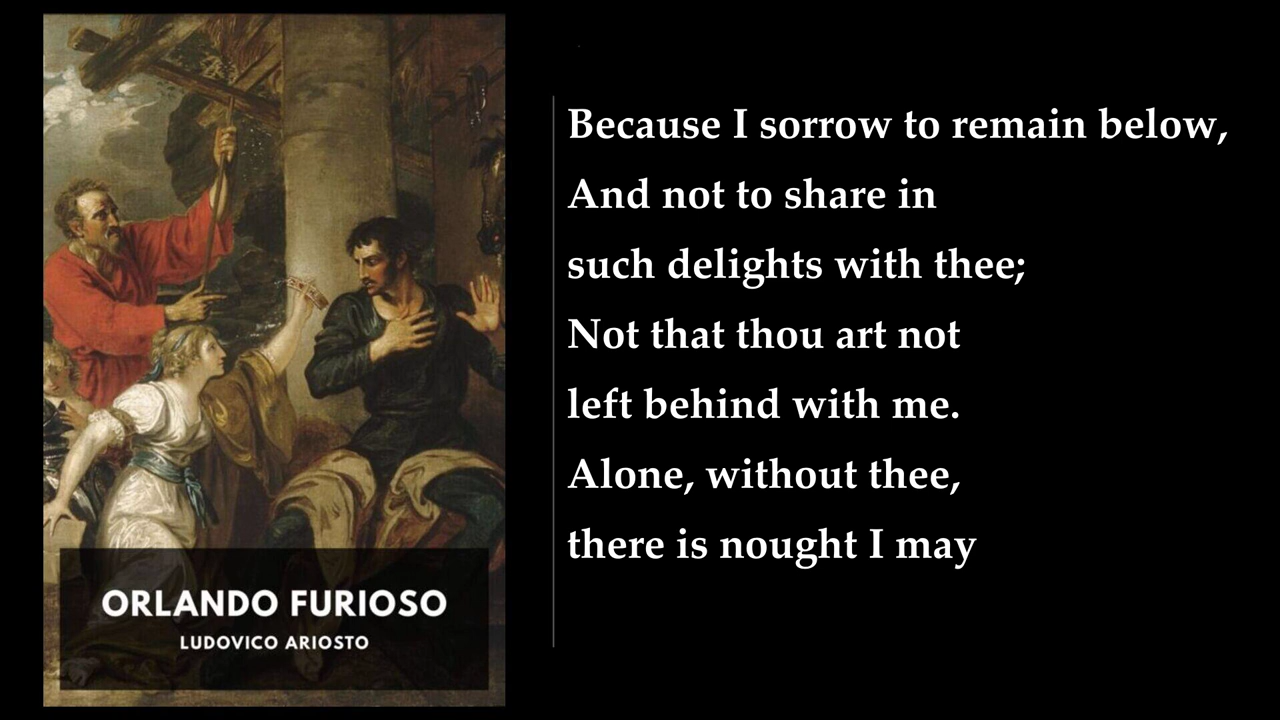 Because I sorrow to remain below,
And not to share in
such delights with thee;
Not that thou art not
left behind with me.
Alone, without thee,
there is nought I may
ORLANDO FURIOSO
LUDOVICO ARIOSTO